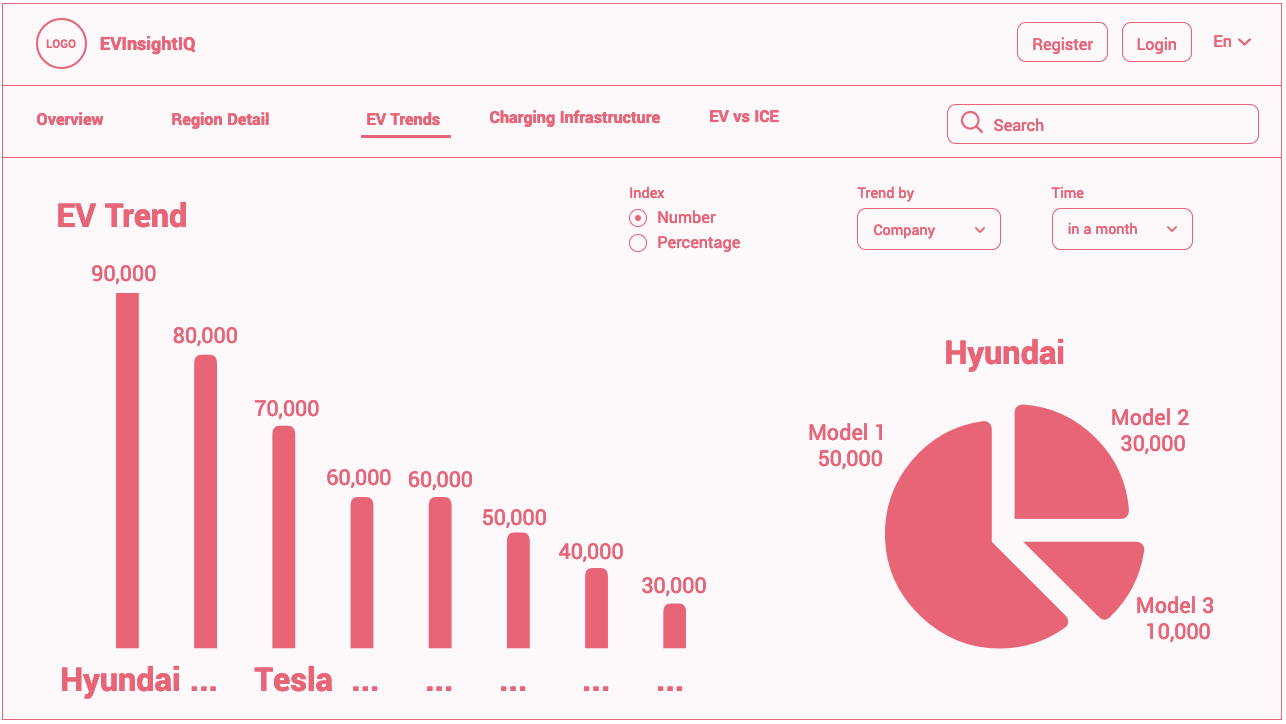 LOGO
EVInsightIQ
Register
Login
En
Overview
Region Detail
EV Trends
Charging Infrastructure
EV vs ICE
Search
EV Trend
Index
Number
Percentage
Trend by
Company
Time
in a month
90,000
80,000
70,000
60,000
60,000
50,000
40,000
30,000
Hyundai ...
Tesla ...
...
...
...
...
Hyundai
Model 1
50,000
Model 2
30,000
Model 3
10,000